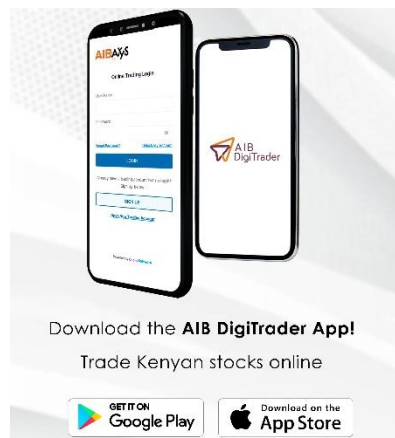 AIBAXYS
Online Trading Login
LOGIN
SIGN UP
AIB
DigiTrader
Download the AIB DigiTrader App!
Trade Kenyan stocks online
GET IT ON
Google Play
Download on the
App Store